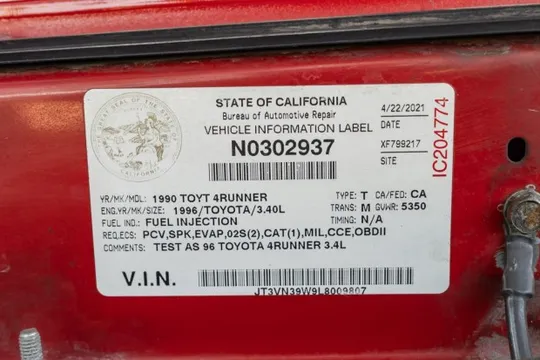 STATE OF CALIFORNIA
Bureau of Automotive Repair
VEHICLE INFORMATION LABEL
N0302937
4/22/2021
DATE
XF799217
SITE
IC204774
YR/MK/MDL: 1990 TOYT 4RUNNER TYPE: T CA/FED: CA
ENG.YR/MK/SIZE: 1996/TOYOTA/3.40L TRANS: M GVWR: 5350
FUEL IND.: FUEL INJECTION TIMING: N/A
REQ.ECS: PCV,SPK,EVAP,O2S(2),CAT(1),MIL,CCE,OBDII
COMMENTS: TEST AS 96 TOYOTA 4RUNNER 3.4L
V.I.N.
JT3VN39W9L8009807